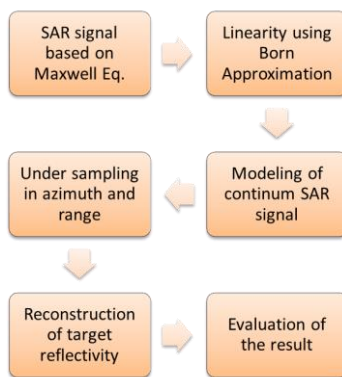 SAR signal
based on
Maxwell Eq.
Linearity using
Born
Approximation
Modeling of
continum SAR
signal
Under sampling
in azimuth and
range
Reconstruction
of target
reflectivity
Evaluation of
the result